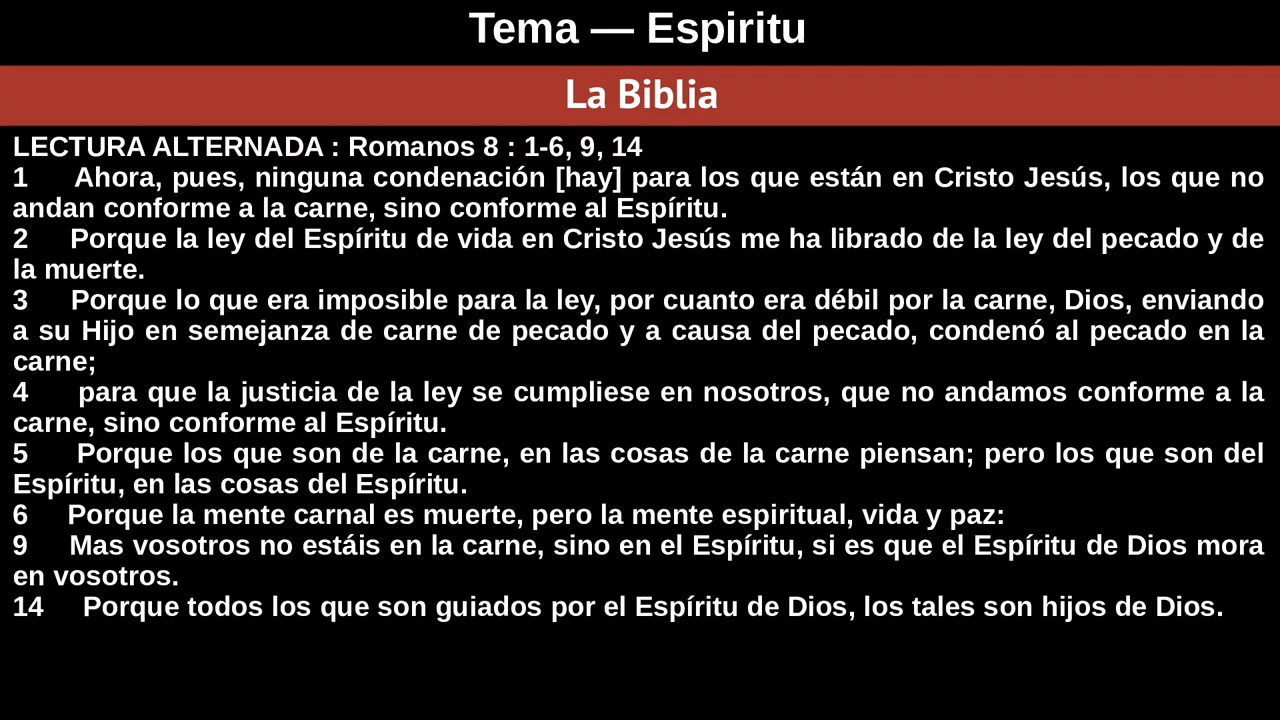 Tema — Espiritu
La Biblia
LECTURA ALTERNADA : Romanos 8 : 1-6, 9, 14
1 Ahora, pues, ninguna condenación [hay] para los que están en Cristo Jesús, los que no
andan conforme a la carne, sino conforme al Espíritu.
2 Porque la ley del Espíritu de vida en Cristo Jesús me ha librado de la ley del pecado y de
la muerte.
3 Porque lo que era imposible para la ley, por cuanto era débil por la carne, Dios, enviando
a su Hijo en semejanza de carne de pecado y a causa del pecado, condenó al pecado en la
carne;
4 para que la justicia de la ley se cumpliese en nosotros, que no andamos conforme a la
carne, sino conforme al Espíritu.
5 Porque los que son de la carne, en las cosas de la carne piensan; pero los que son del
Espíritu, en las cosas del Espíritu.
6 Porque la mente carnal es muerte, pero la mente espiritual, vida y paz:
9 Mas vosotros no estáis en la carne, sino en el Espíritu, si es que el Espíritu de Dios mora
en vosotros.
14 Porque todos los que son guiados por el Espíritu de Dios, los tales son hijos de Dios.